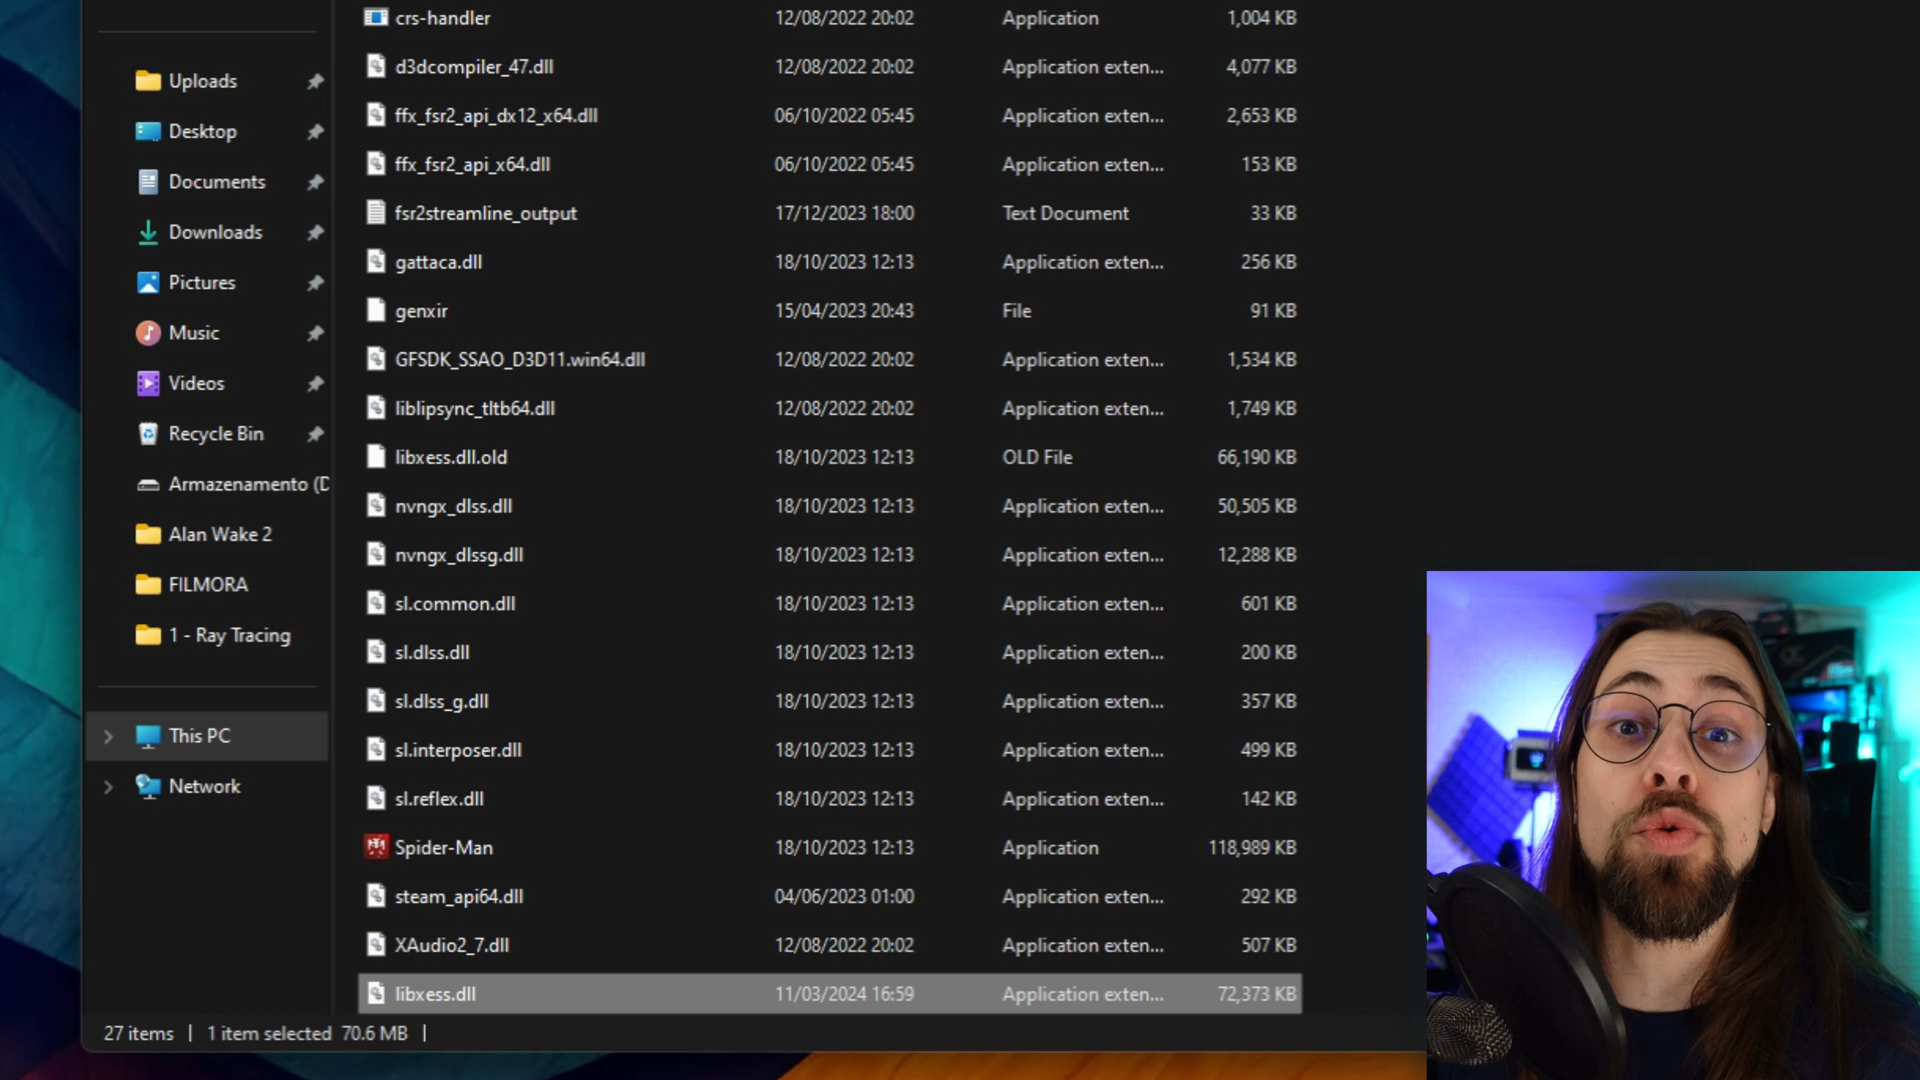 crs-handler 12/08/2022 20:02 Application 1,004 KB
Uploads
d3dcompiler_47.dll 12/08/2022 20:02 Application exten... 4,077 KB
Desktop
ffx_fsr2_api_dx12_x64.dll 06/10/2022 05:45 Application exten... 2,653 KB
Documents
ffx_fsr2_api_x64.dll 06/10/2022 05:45 Application exten... 153 KB
Downloads
fsr2streamline_output 17/12/2023 18:00 Text Document 33 KB
Pictures
gattaca.dll 18/10/2023 12:13 Application exten... 256 KB
Music
genxir 15/04/2023 20:43 File 91 KB
Videos
GFSDK_SSAO_D3D11.win64.dll 12/08/2022 20:02 Application exten... 1,534 KB
Recycle Bin
liblipsync_tltb64.dll 12/08/2022 20:02 Application exten... 1,749 KB
Armazenamento (D
libxess.dll.old 18/10/2023 12:13 OLD File 66,190 KB
Alan Wake 2
nvngx_dlss.dll 18/10/2023 12:13 Application exten... 50,505 KB
FILMORA
nvngx_dlssg.dll 18/10/2023 12:13 Application exten... 12,288 KB
1 - Ray Tracing
sl.common.dll 18/10/2023 12:13 Application exten... 601 KB
sl.dlss.dll 18/10/2023 12:13 Application exten... 200 KB
sl.dlss_g.dll 18/10/2023 12:13 Application exten... 357 KB
This PC
sl.interposer.dll 18/10/2023 12:13 Application exten... 499 KB
Network
sl.reflex.dll 18/10/2023 12:13 Application exten... 142 KB
Spider-Man 18/10/2023 12:13 Application 118,989 KB
steam_api64.dll 04/06/2023 01:00 Application exten... 292 KB
XAudio2_7.dll 12/08/2022 20:02 Application exten... 507 KB
libxess.dll 11/03/2024 16:59 Application exten... 72,373 KB
27 items | 1 item selected 70.6 MB |